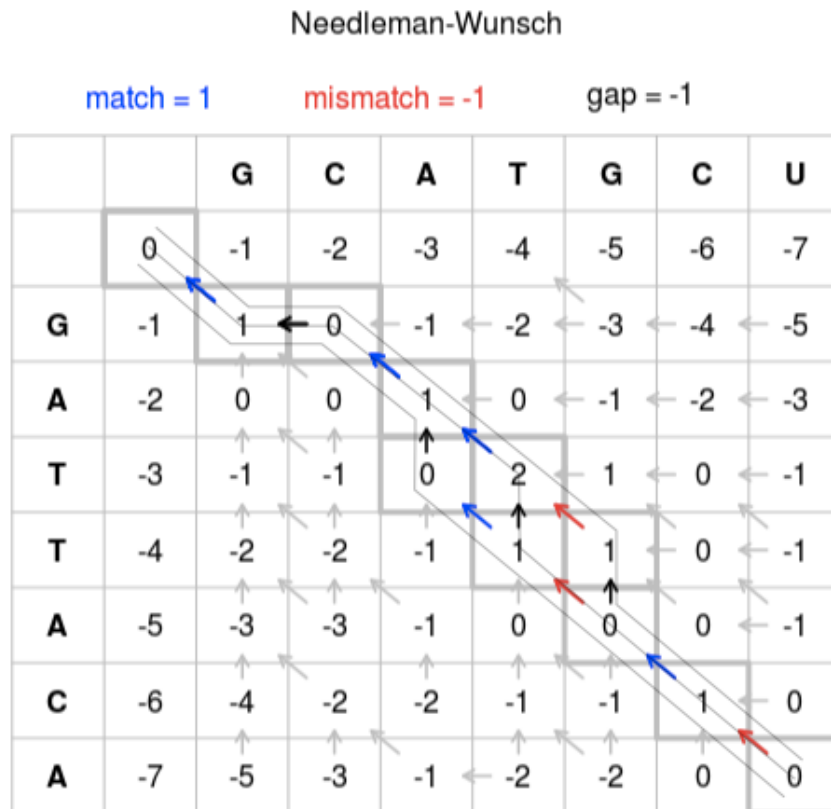 Needleman-Wunsch
match = 1 mismatch = -1 gap = -1
G C A T G C U
0 -1 -2 -3 -4 -5 -6 -7
G -1 1 0 -1 -2 -3 -4 -5
A -2 0 0 1 0 -1 -2 -3
T -3 -1 -1 0 2 1 0 -1
T -4 -2 -2 -1 1 1 0 -1
A -5 -3 -3 -1 0 0 0 -1
C -6 -4 -2 -2 -1 -1 1 0
A -7 -5 -3 -1 -2 -2 0 0